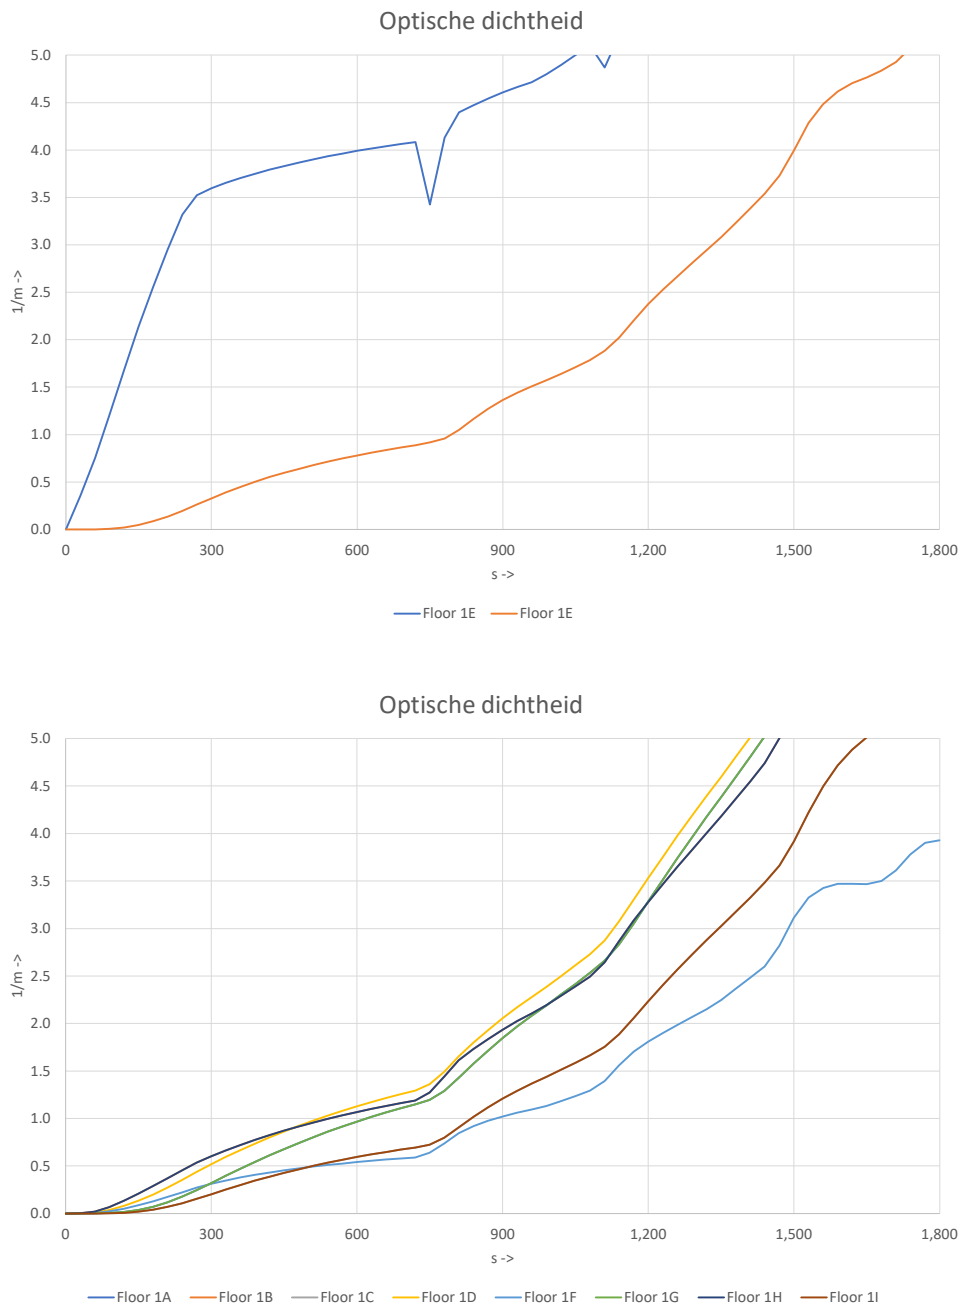 Optische dichtheid
5.0
4.5
4.0
3.5
3.0
2.5
2.0
1.5
1.0
0.5
0.0
1/m ->
0 300 600 900 1,200 1,500 1,800
s ->
Floor 1E Floor 1E
Optische dichtheid
5.0
4.5
4.0
3.5
3.0
2.5
2.0
1.5
1.0
0.5
0.0
1/m ->
0 300 600 900 1,200 1,500 1,800
s ->
Floor 1A Floor 1B Floor 1C Floor 1D Floor 1F Floor 1G Floor 1H Floor 1I